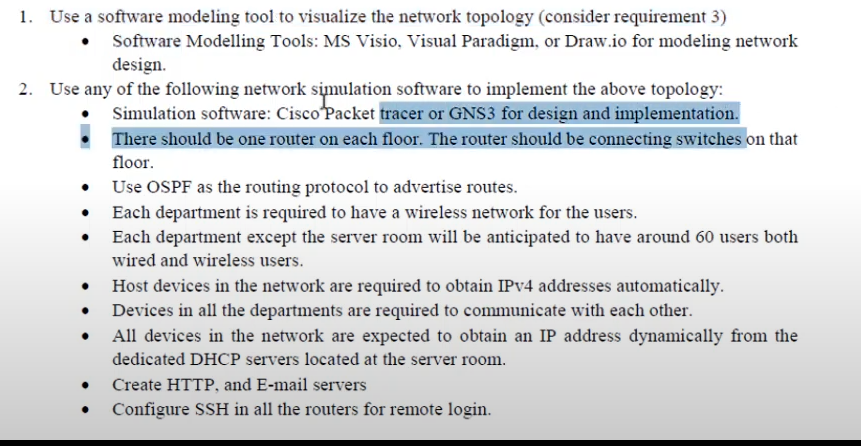 1. Use a software modeling tool to visualize the network topology (consider requirement 3)
• Software Modelling Tools: MS Visio, Visual Paradigm, or Draw.io for modeling network
design.
2. Use any of the following network simulation software to implement the above topology:
• Simulation software: Cisco Packet tracer or GNS3 for design and implementation.
• There should be one router on each floor. The router should be connecting switches on that
floor.
• Use OSPF as the routing protocol to advertise routes.
• Each department is required to have a wireless network for the users.
• Each department except the server room will be anticipated to have around 60 users both
wired and wireless users.
• Host devices in the network are required to obtain IPv4 addresses automatically.
• Devices in all the departments are required to communicate with each other.
• All devices in the network are expected to obtain an IP address dynamically from the
dedicated DHCP servers located at the server room.
• Create HTTP, and E-mail servers
• Configure SSH in all the routers for remote login.